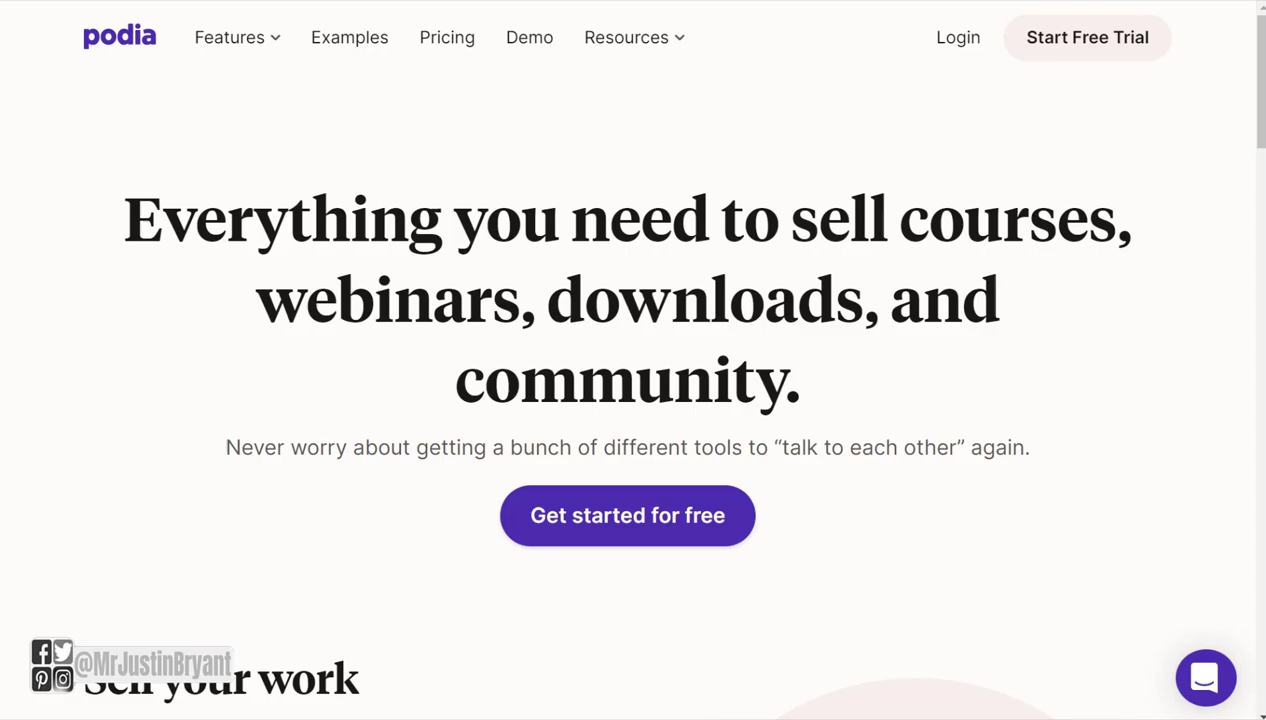 podia Features Examples Pricing Demo Resources Login Start Free Trial
Everything you need to sell courses,
webinars, downloads, and
community.
Never worry about getting a bunch of different tools to “talk to each other” again.
Get started for free
@MrJustinBryant
Sell your work